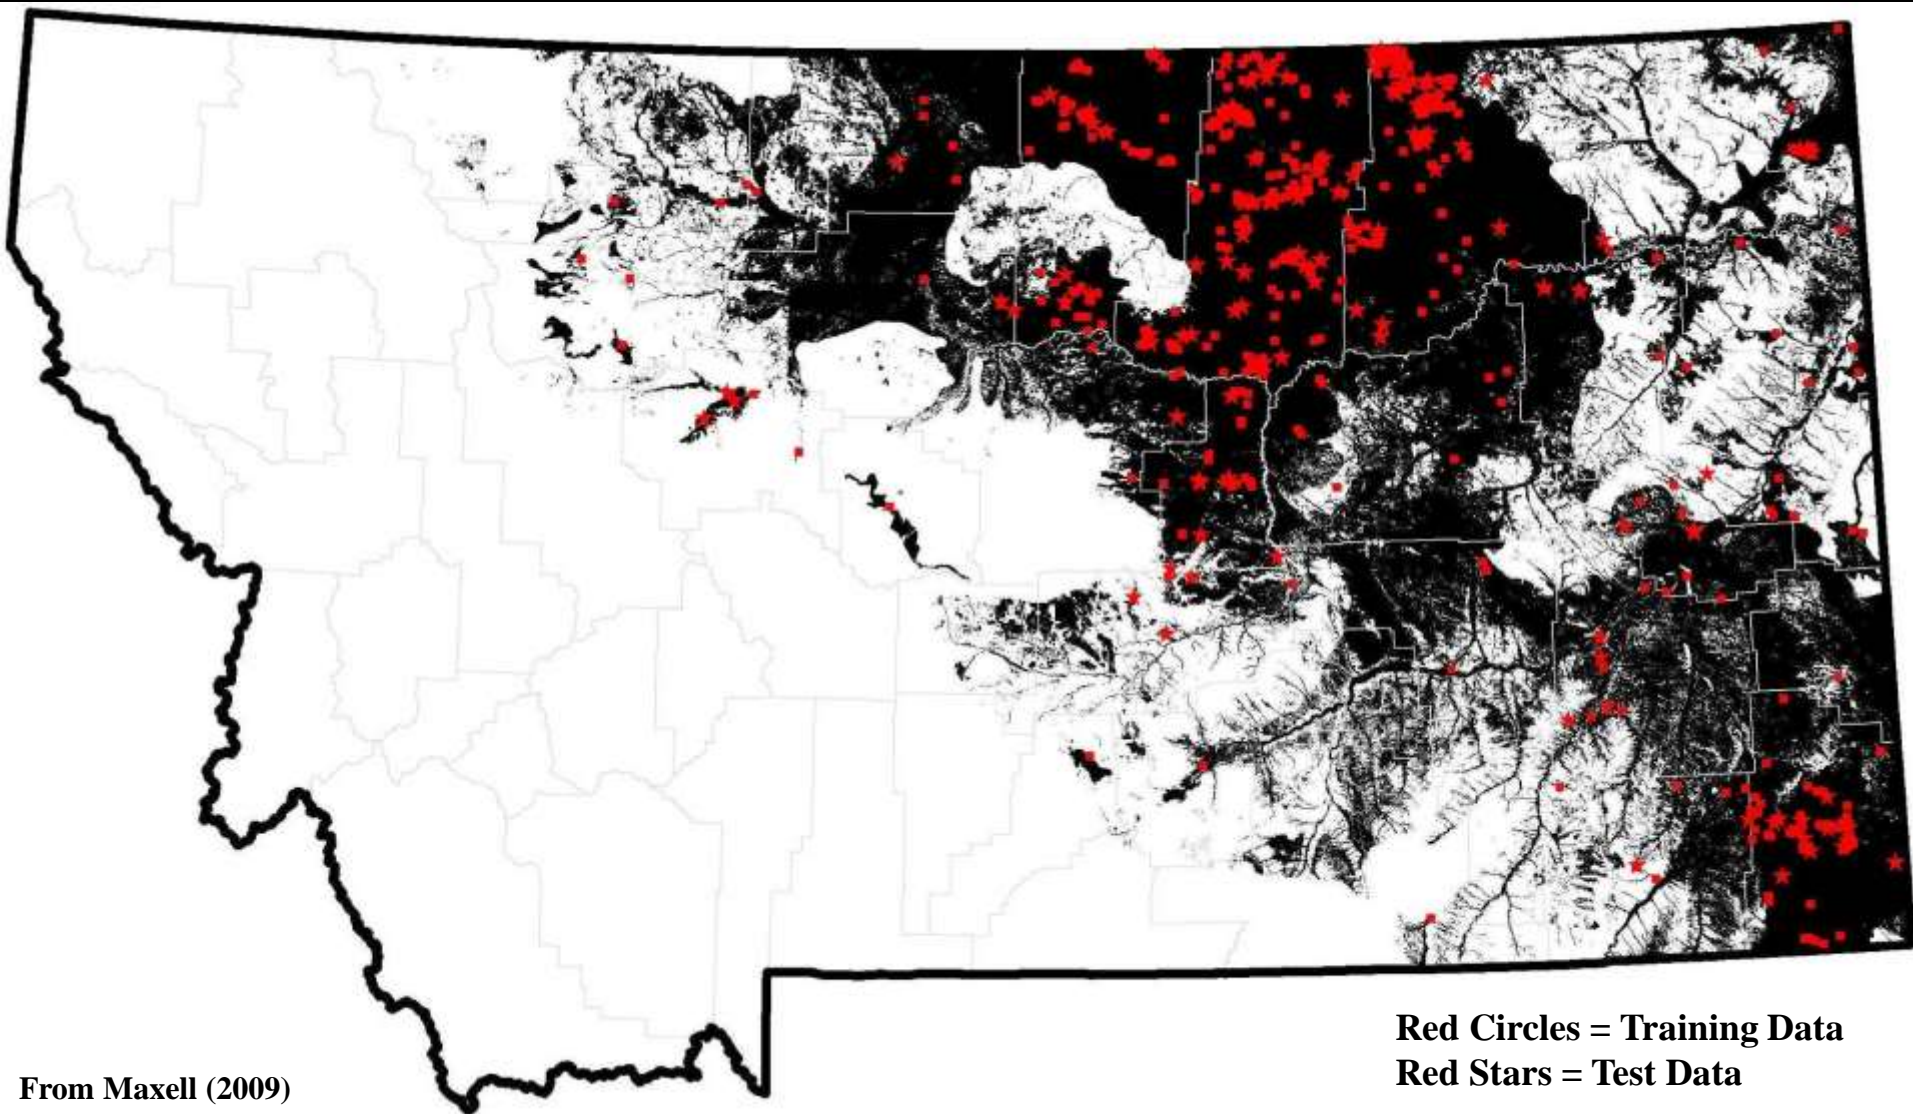 Red Circles = Training Data
Red Stars = Test Data
From Maxell (2009)